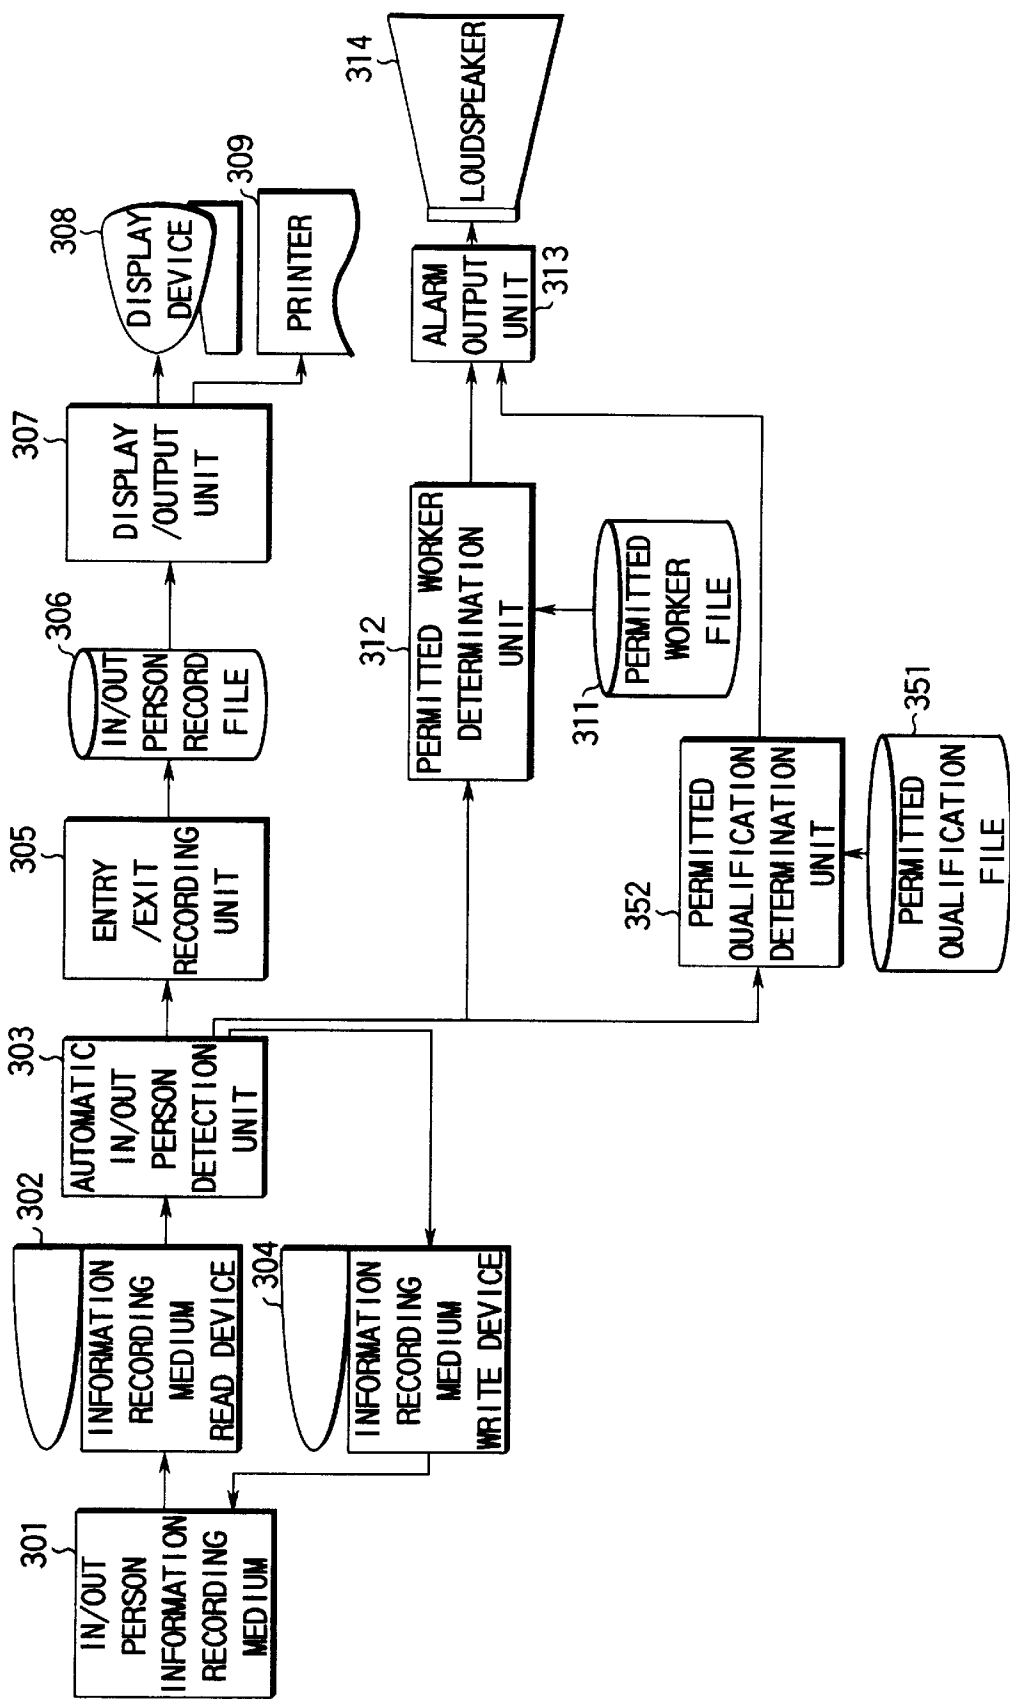 301
IN/OUT
PERSON
INFORMATION
RECORDING
MEDIUM
302
INFORMATION
RECORDING
MEDIUM
READ DEVICE
303
AUTOMATIC
IN/OUT
PERSON
DETECTION
UNIT
304
INFORMATION
RECORDING
MEDIUM
WRITE DEVICE
305
ENTRY
/EXIT
RECORDING
UNIT
306
IN/OUT
PERSON
RECORD
FILE
307
DISPLAY
/OUTPUT
UNIT
308
DISPLAY
DEVICE
309
PRINTER
312
PERMITTED WORKER
DETERMINATION
UNIT
311
PERMITTED
WORKER
FILE
313
ALARM
OUTPUT
UNIT
314
LOUDSPEAKER
352
PERMITTED
QUALIFICATION
DETERMINATION
UNIT
351
PERMITTED
QUALIFICATION
FILE